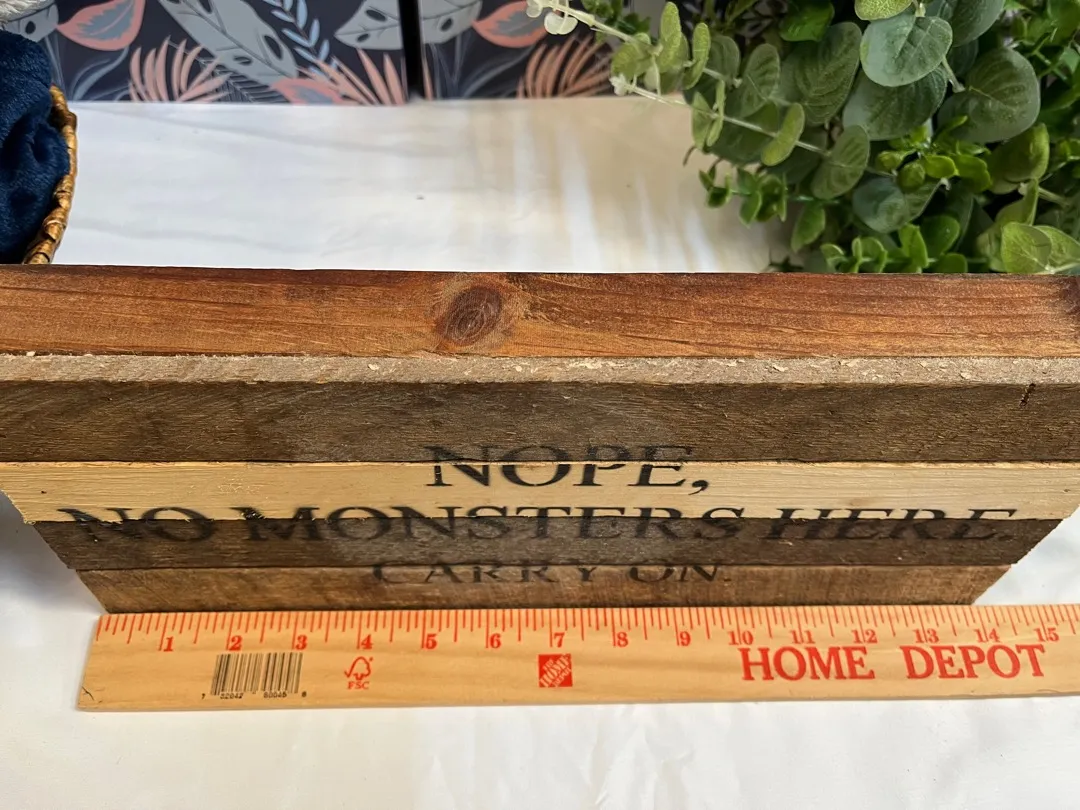 NOPE,
NO MONSTERS HERE.
CARRY ON.
1 2 3 4 5 6 7 8 9 10 11 12 13 14 15
HOME DEPOT
FSC